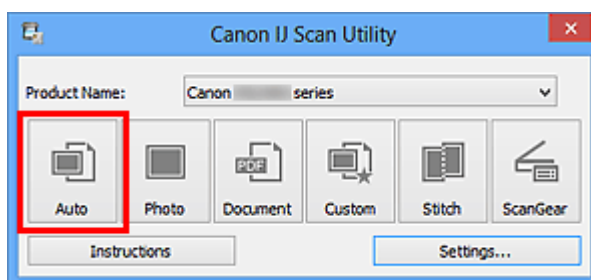 Canon IJ Scan Utility
Product Name: Canon series
PDF
Auto Photo Document Custom Stitch ScanGear
Instructions Settings...